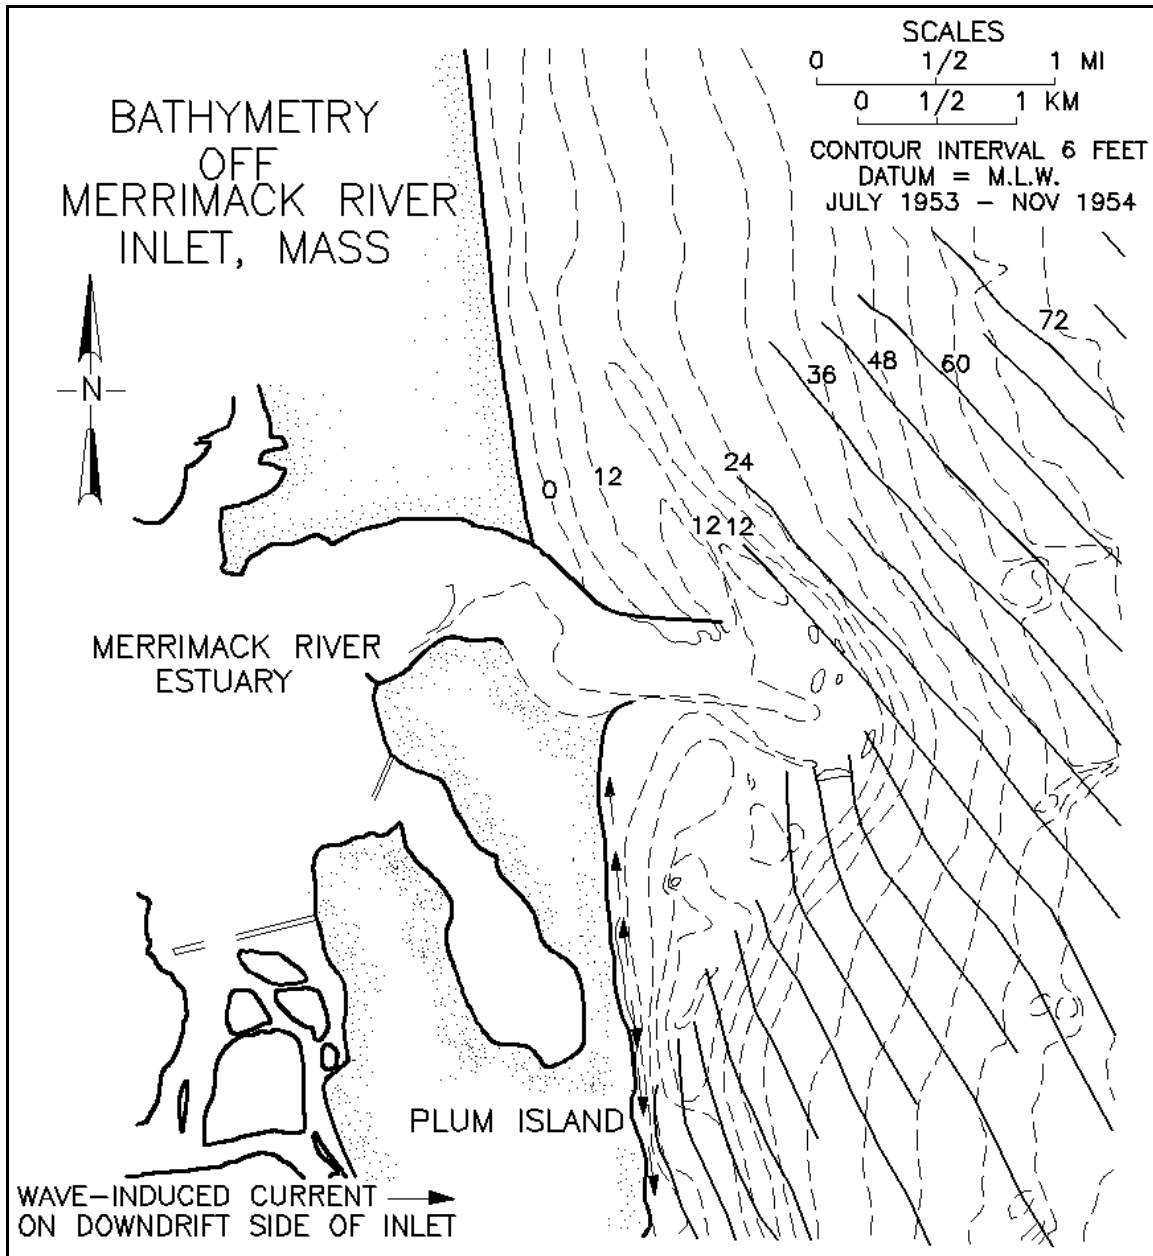 SCALES
0 1/2 1 MI
0 1/2 1 KM
CONTOUR INTERVAL 6 FEET
DATUM = M.L.W.
JULY 1953 – NOV 1954
BATHYMETRY
OFF
MERRIMACK RIVER
INLET, MASS
N
72
36 48 60
24
0 12
12 12
MERRIMACK RIVER
ESTUARY
PLUM ISLAND
WAVE-INDUCED CURRENT
ON DOWNDRIFT SIDE OF INLET